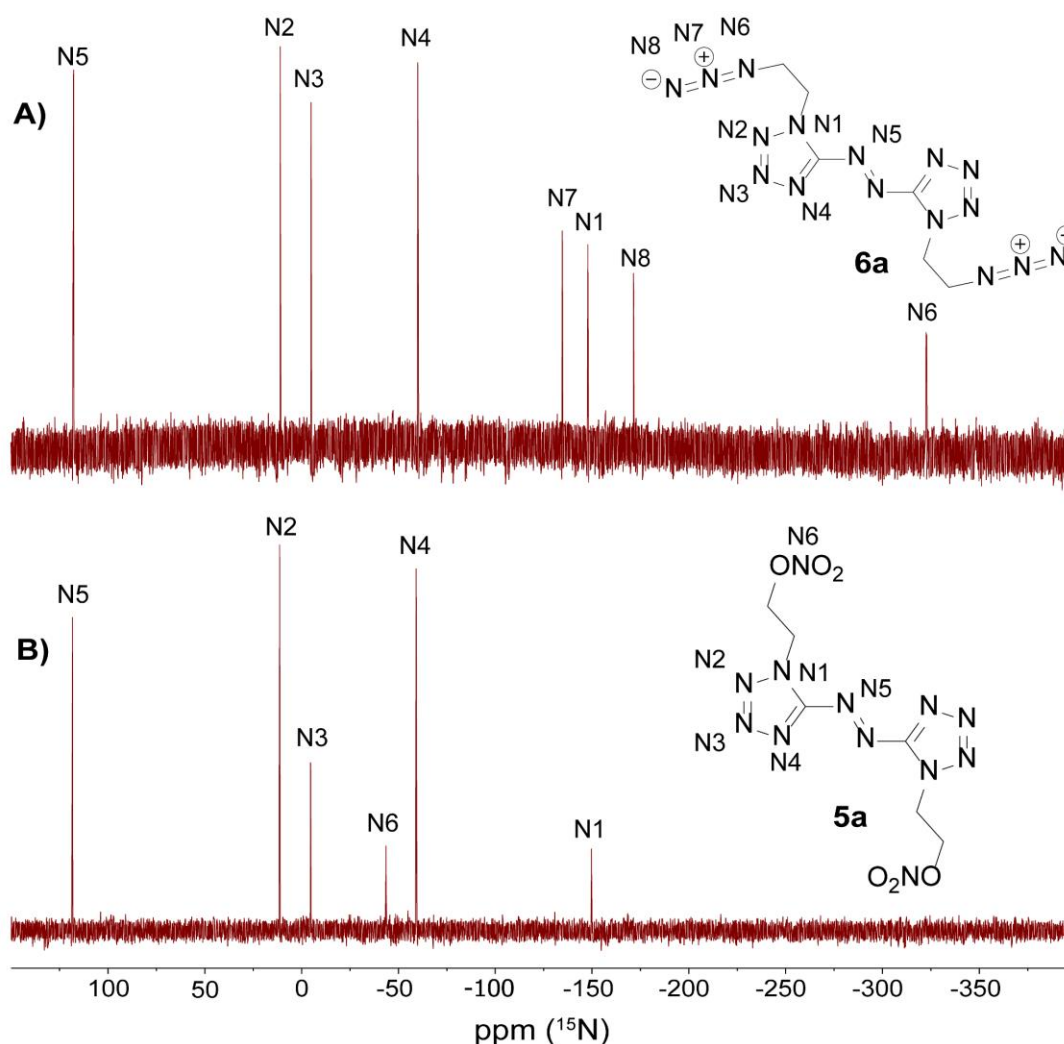 N5
N2
N3
N4
N7
N1
N8
N6
A)
N8 N7 N6
⊖ N=N=N
⊕
N2 N N1 N5
N N N N N
N3 N N N
N4 N
6a ⊕ ⊖
N=N=N
N5
N2
N3
N6
N4
N1
B)
N6
ONO2
N2 N N1 N5
N N N N
N3 N N N N
N4 N N
5a
O2NO
100 50 0 -50 -100 -150 -200 -250 -300 -350
ppm (15N)